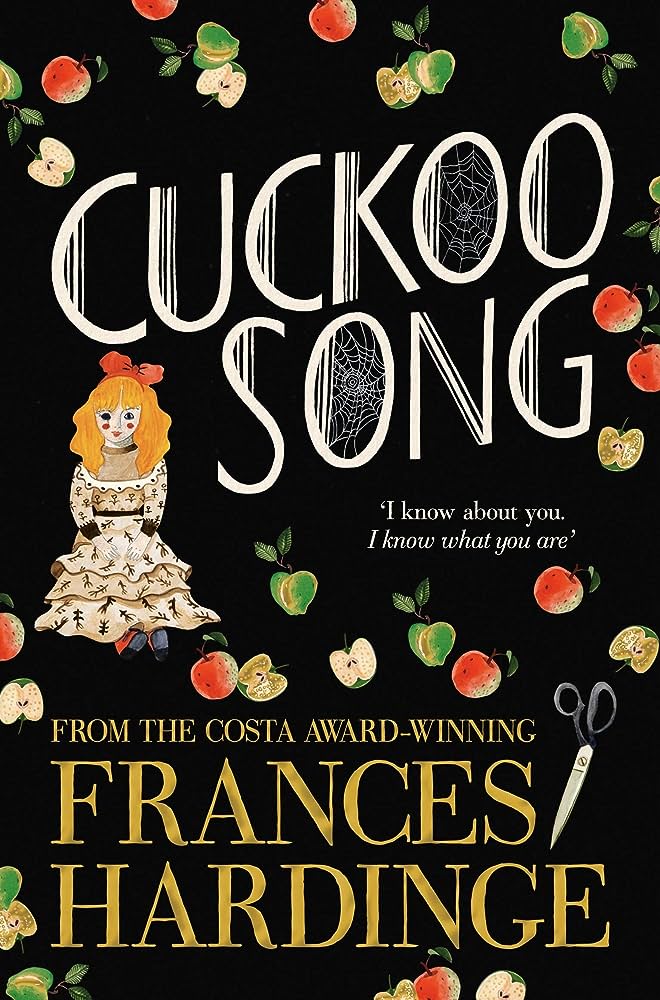 CUCKOO
SONG
‘I know about you.
I know what you are’
FROM THE COSTA AWARD-WINNING
FRANCES
HARDINGE